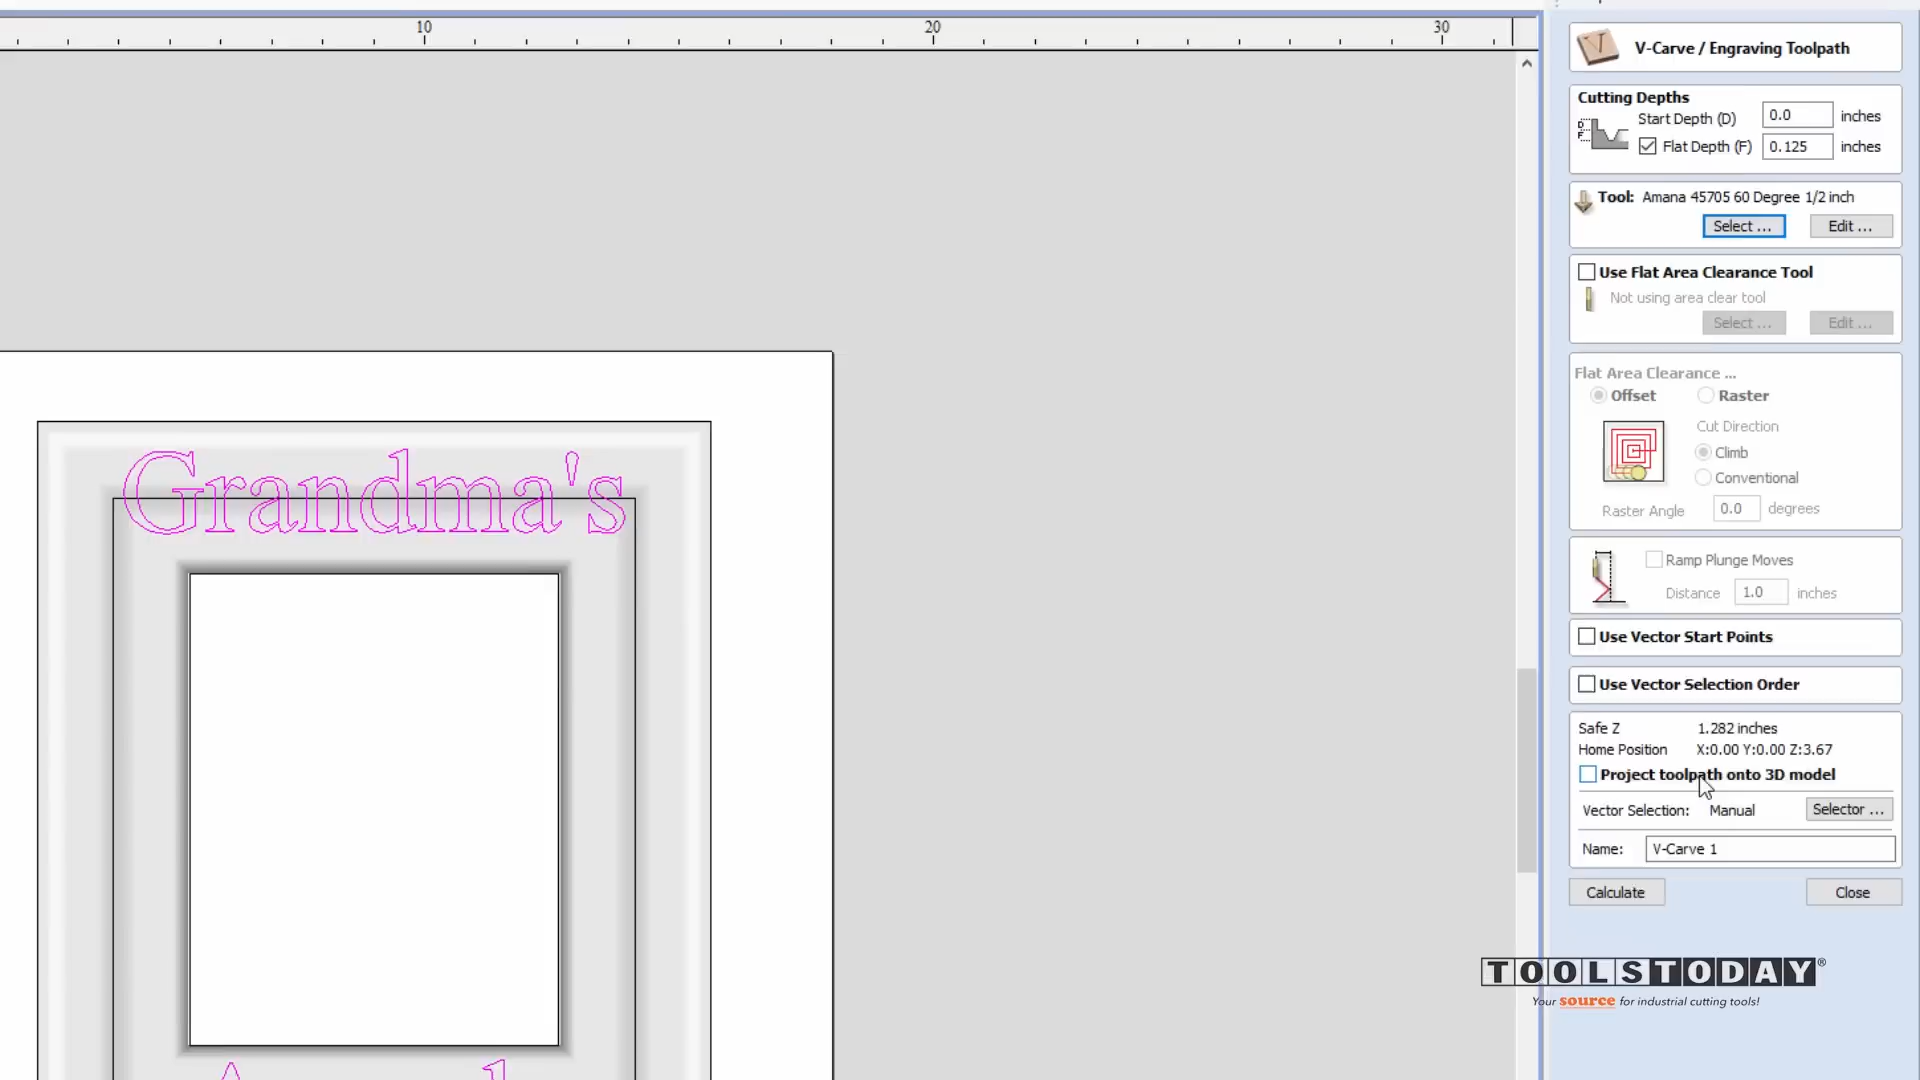 10 20 30
V-Carve / Engraving Toolpath
Cutting Depths
Start Depth (D) 0.0 inches
D
F
Flat Depth (F) 0.125 inches
Tool: Amana 45705 60 Degree 1/2 inch
Select ... Edit ...
Use Flat Area Clearance Tool
Not using area clear tool
Select ... Edit ...
Flat Area Clearance ...
Offset Raster
Cut Direction
Climb
Conventional
Raster Angle 0.0 degrees
Ramp Plunge Moves
Distance 1.0 inches
Use Vector Start Points
Use Vector Selection Order
Safe Z 1.282 inches
Home Position X:0.00 Y:0.00 Z:3.67
Project toolpath onto 3D model
Vector Selection: Manual Selector ...
Name: V-Carve 1
Calculate Close
Grandma's
TOOLSTODAY®
Your source for industrial cutting tools!